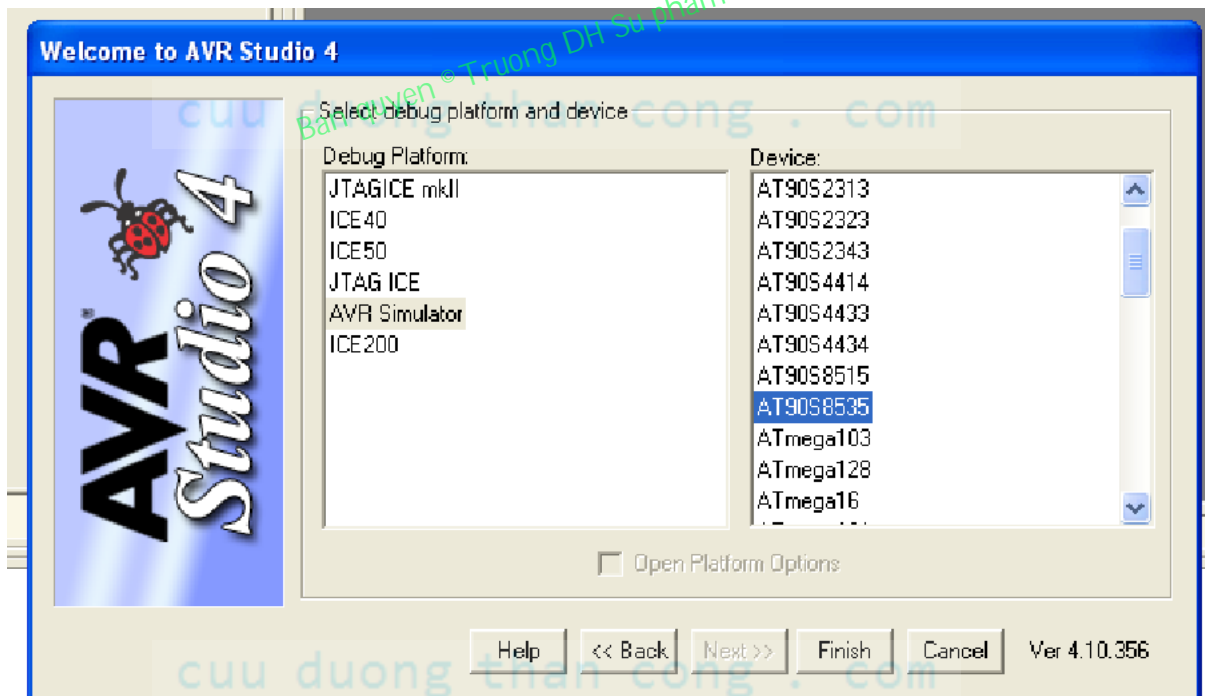 Welcome to AVR Studio 4
Ban quyen © Truong DH Su pham
cuu duong than cong . com
Select debug platform and device
Debug Platform:
JTAGICE mkII
ICE40
ICE50
JTAG ICE
AVR Simulator
ICE200
Device:
AT90S2313
AT90S2323
AT90S2343
AT90S4414
AT90S4433
AT90S4434
AT90S8515
AT90S8535
ATmega103
ATmega128
ATmega16
AVR®
Studio 4
Open Platform Options
Help
<< Back
Next >>
Finish
Cancel
Ver 4.10.356
cuu duong than cong . com